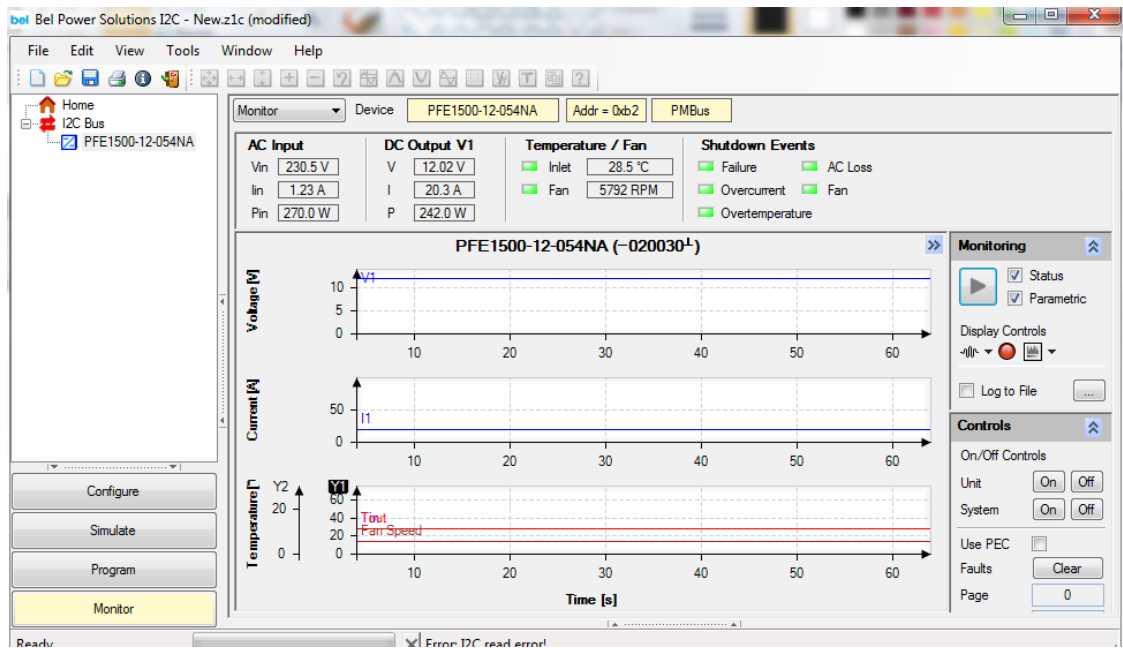 bel Bel Power Solutions I2C - New.z1c (modified)
File Edit View Tools Window Help
Home
I2C Bus
PFE1500-12-054NA
Monitor Device PFE1500-12-054NA Addr = 0xb2 PMBus
AC Input DC Output V1 Temperature / Fan Shutdown Events
Vin 230.5 V V 12.02 V Inlet 28.5 °C Failure AC Loss
Iin 1.23 A I 20.3 A Fan 5792 RPM Overcurrent Fan
Pin 270.0 W P 242.0 W Overtemperature
PFE1500-12-054NA (−020030┴)
Voltage [V]
V1
10
5
0
10 20 30 40 50 60
Current [A]
I1
50
0
10 20 30 40 50 60
Temperature [
Y2 Y1
20
0
60
40
20
0
Fan Speed
10 20 30 40 50 60
Time [s]
Monitoring
Status
Parametric
Display Controls
Log to File ...
Controls
On/Off Controls
Unit On Off
System On Off
Use PEC
Faults Clear
Page 0
Configure
Simulate
Program
Monitor
Ready Error: I2C read error!